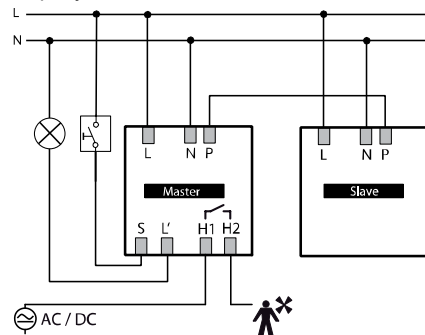 L
N
L N P L N P
Master Slave
S L' H1 H2
AC / DC